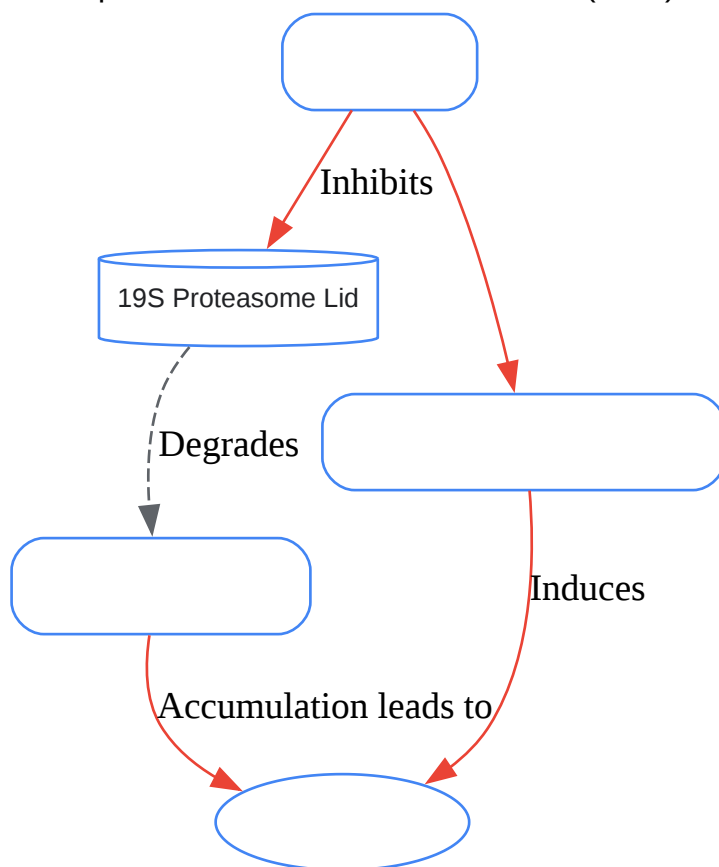 Inhibits
19S Proteasome Lid
Degrades
Induces
Accumulation leads to